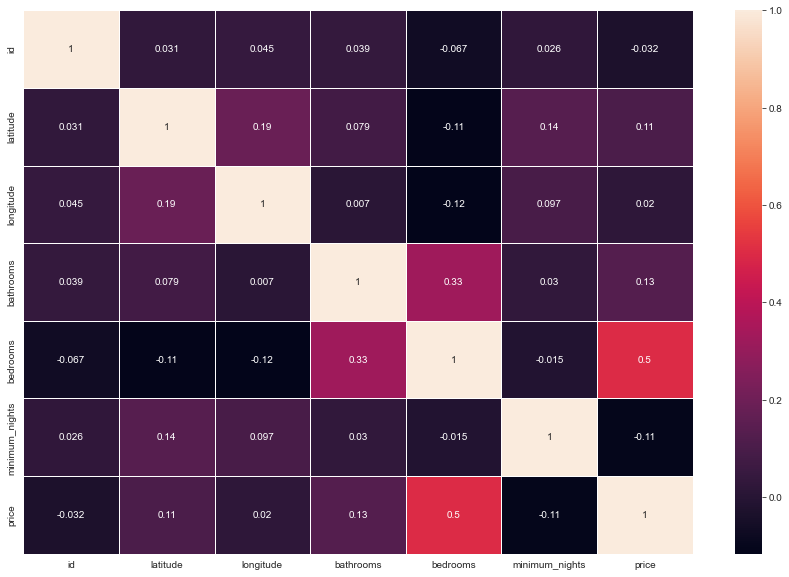 id 1 0.031 0.045 0.039 -0.067 0.026 -0.032
latitude 0.031 1 0.19 0.079 -0.11 0.14 0.11
longitude 0.045 0.19 1 0.007 -0.12 0.097 0.02
bathrooms 0.039 0.079 0.007 1 0.33 0.03 0.13
bedrooms -0.067 -0.11 -0.12 0.33 1 -0.015 0.5
minimum_nights 0.026 0.14 0.097 0.03 -0.015 1 -0.11
price -0.032 0.11 0.02 0.13 0.5 -0.11 1
id latitude longitude bathrooms bedrooms minimum_nights price
1.0
0.8
0.6
0.4
0.2
0.0